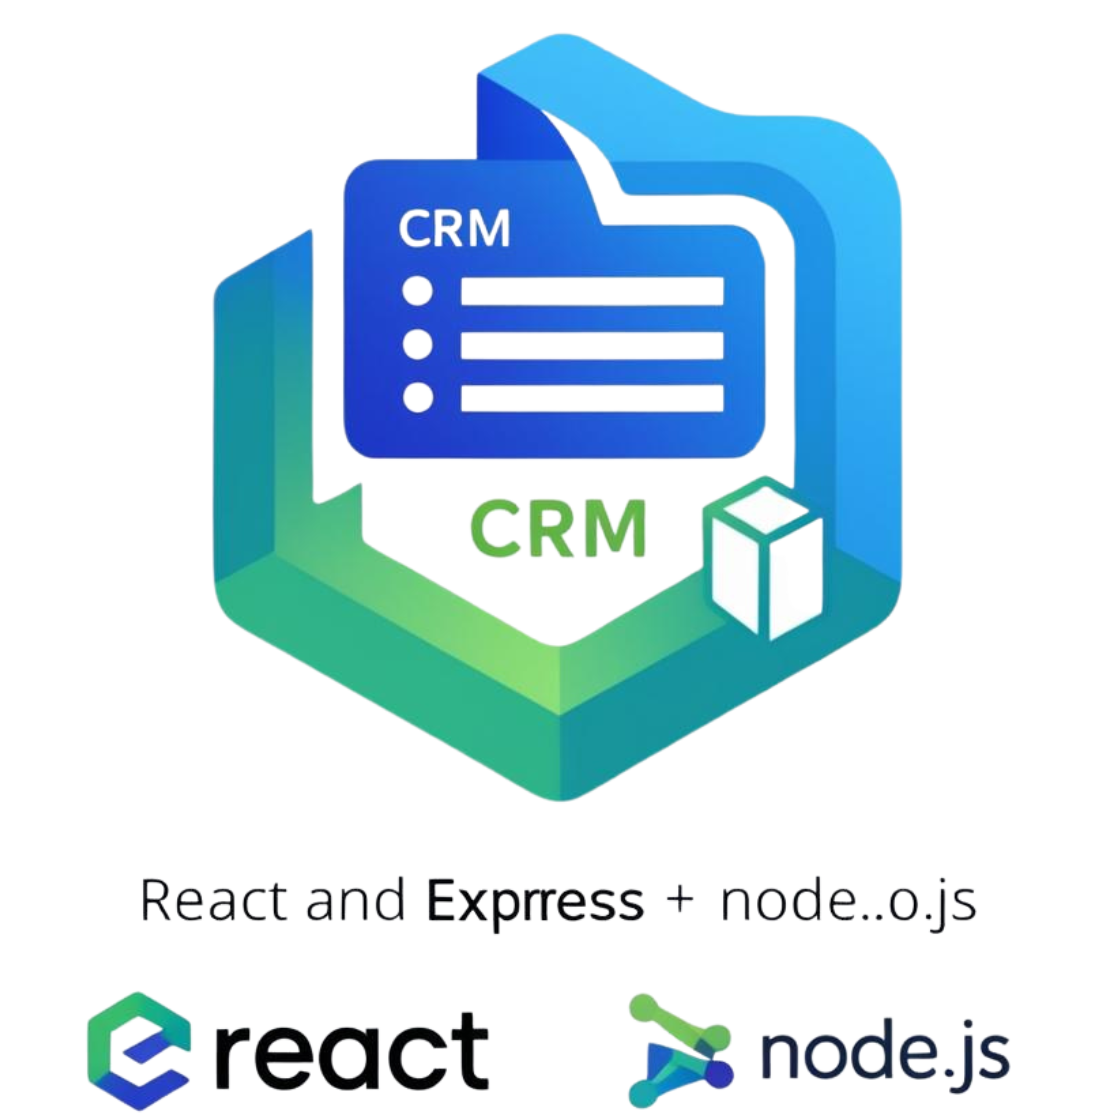 CRM
CRM
React and Exprress + node..o.js
react
node.js